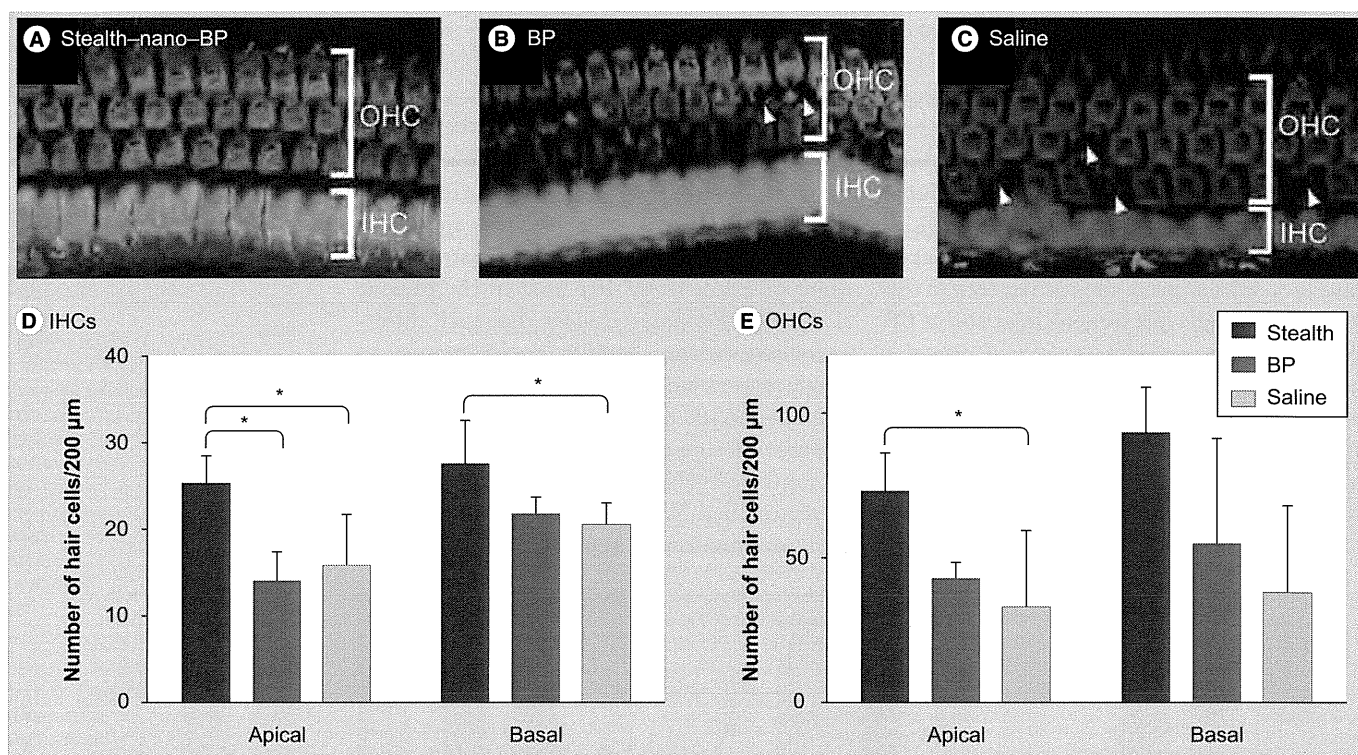 A Stealth–nano–BP
OHC
IHC
B BP
OHC
IHC
C Saline
OHC
IHC
D IHCs
Number of hair cells/200 µm
40
30
20
10
0
*
*
*
Apical
Basal
E OHCs
Number of hair cells/200 µm
100
50
0
*
Apical
Basal
Stealth
BP
Saline